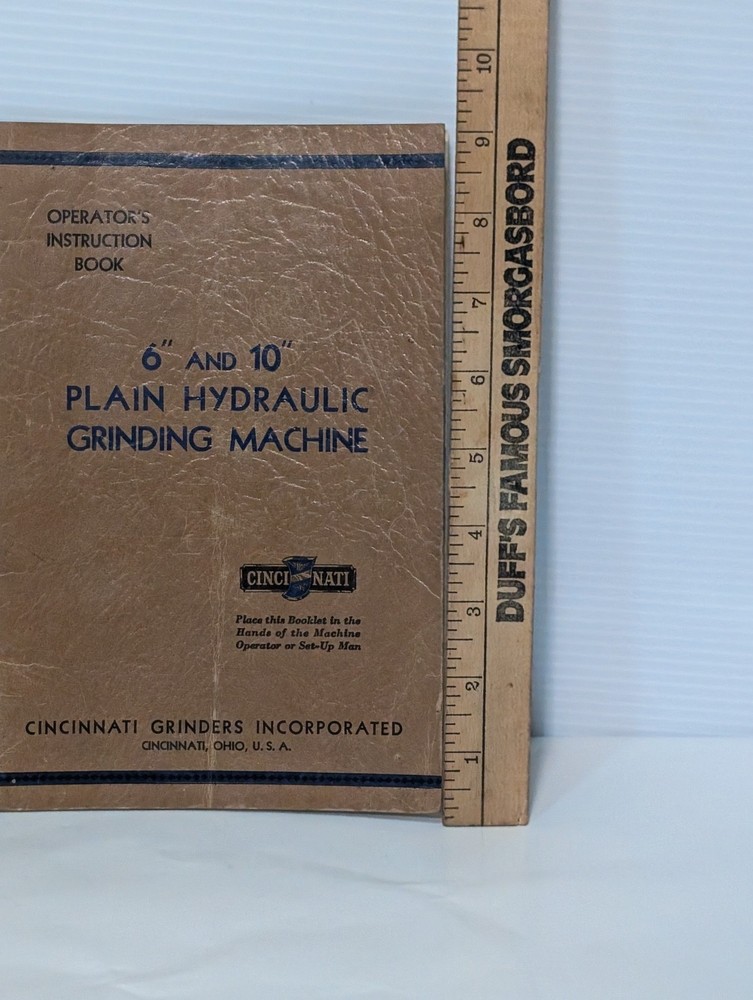 OPERATOR'S
INSTRUCTION
BOOK
6" AND 10"
PLAIN HYDRAULIC
GRINDING MACHINE
CINCINNATI
Place this Booklet in the
Hands of the Machine
Operator or Set-Up Man
CINCINNATI GRINDERS INCORPORATED
CINCINNATI, OHIO, U. S. A.
1 2 3 4 5 6 7 8 9 10
DUFF'S FAMOUS SMORGASBORD